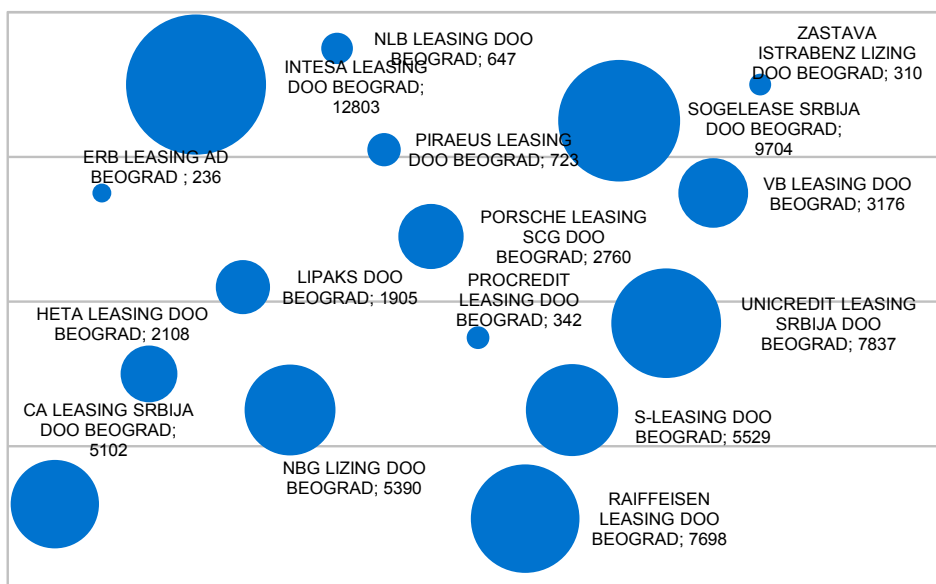 NLB LEASING DOO
BEOGRAD; 647
ZASTAVA
ISTRABENZ LIZING
DOO BEOGRAD; 310
INTESA LEASING
DOO BEOGRAD;
12803
SOGELEASE SRBIJA
DOO BEOGRAD;
9704
PIRAEUS LEASING
DOO BEOGRAD; 723
ERB LEASING AD
BEOGRAD ; 236
VB LEASING DOO
BEOGRAD; 3176
PORSCHE LEASING
SCG DOO
BEOGRAD; 2760
LIPAKS DOO
BEOGRAD; 1905
PROCREDIT
LEASING DOO
BEOGRAD; 342
UNICREDIT LEASING
SRBIJA DOO
BEOGRAD; 7837
HETA LEASING DOO
BEOGRAD; 2108
CA LEASING SRBIJA
DOO BEOGRAD;
5102
S-LEASING DOO
BEOGRAD; 5529
NBG LIZING DOO
BEOGRAD; 5390
RAIFFEISEN
LEASING DOO
BEOGRAD; 7698